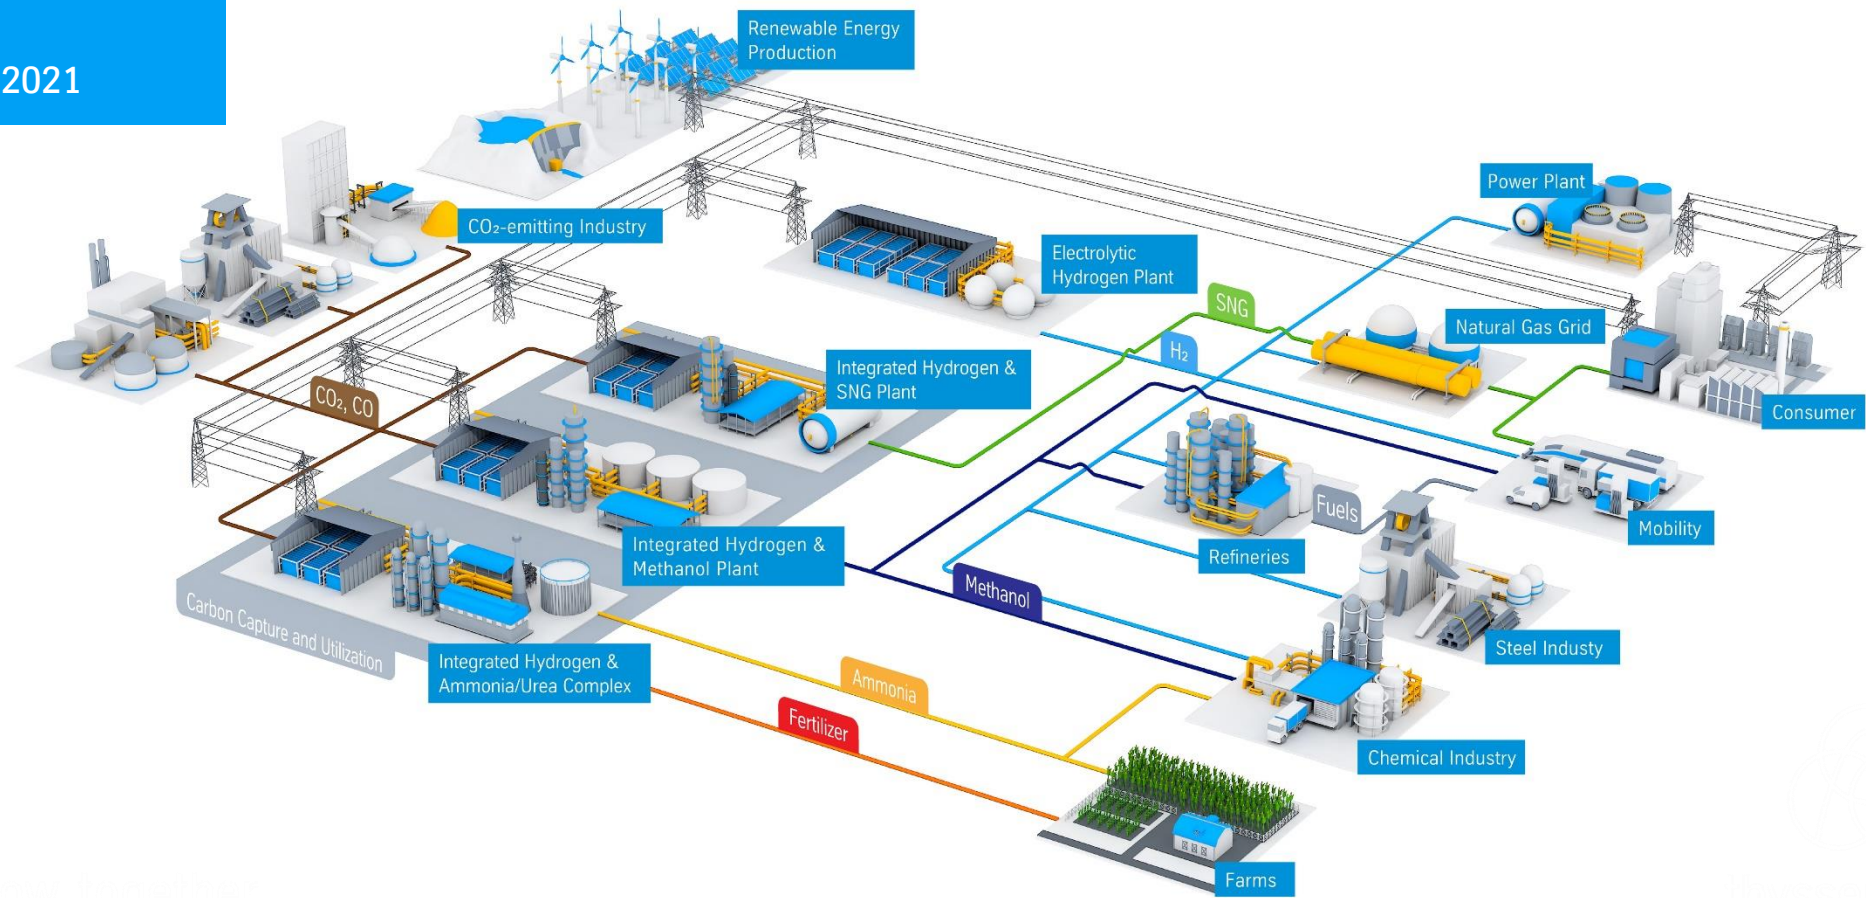 2021
Renewable Energy
Production
Power Plant
CO₂-emitting Industry
Electrolytic
Hydrogen Plant
SNG
Natural Gas Grid
H₂
Integrated Hydrogen &
SNG Plant
CO₂, CO
Consumer
Fuels
Mobility
Integrated Hydrogen &
Methanol Plant
Refineries
Methanol
Carbon Capture and Utilization
Steel Industy
Integrated Hydrogen &
Ammonia/Urea Complex
Ammonia
Fertilizer
Chemical Industry
Farms